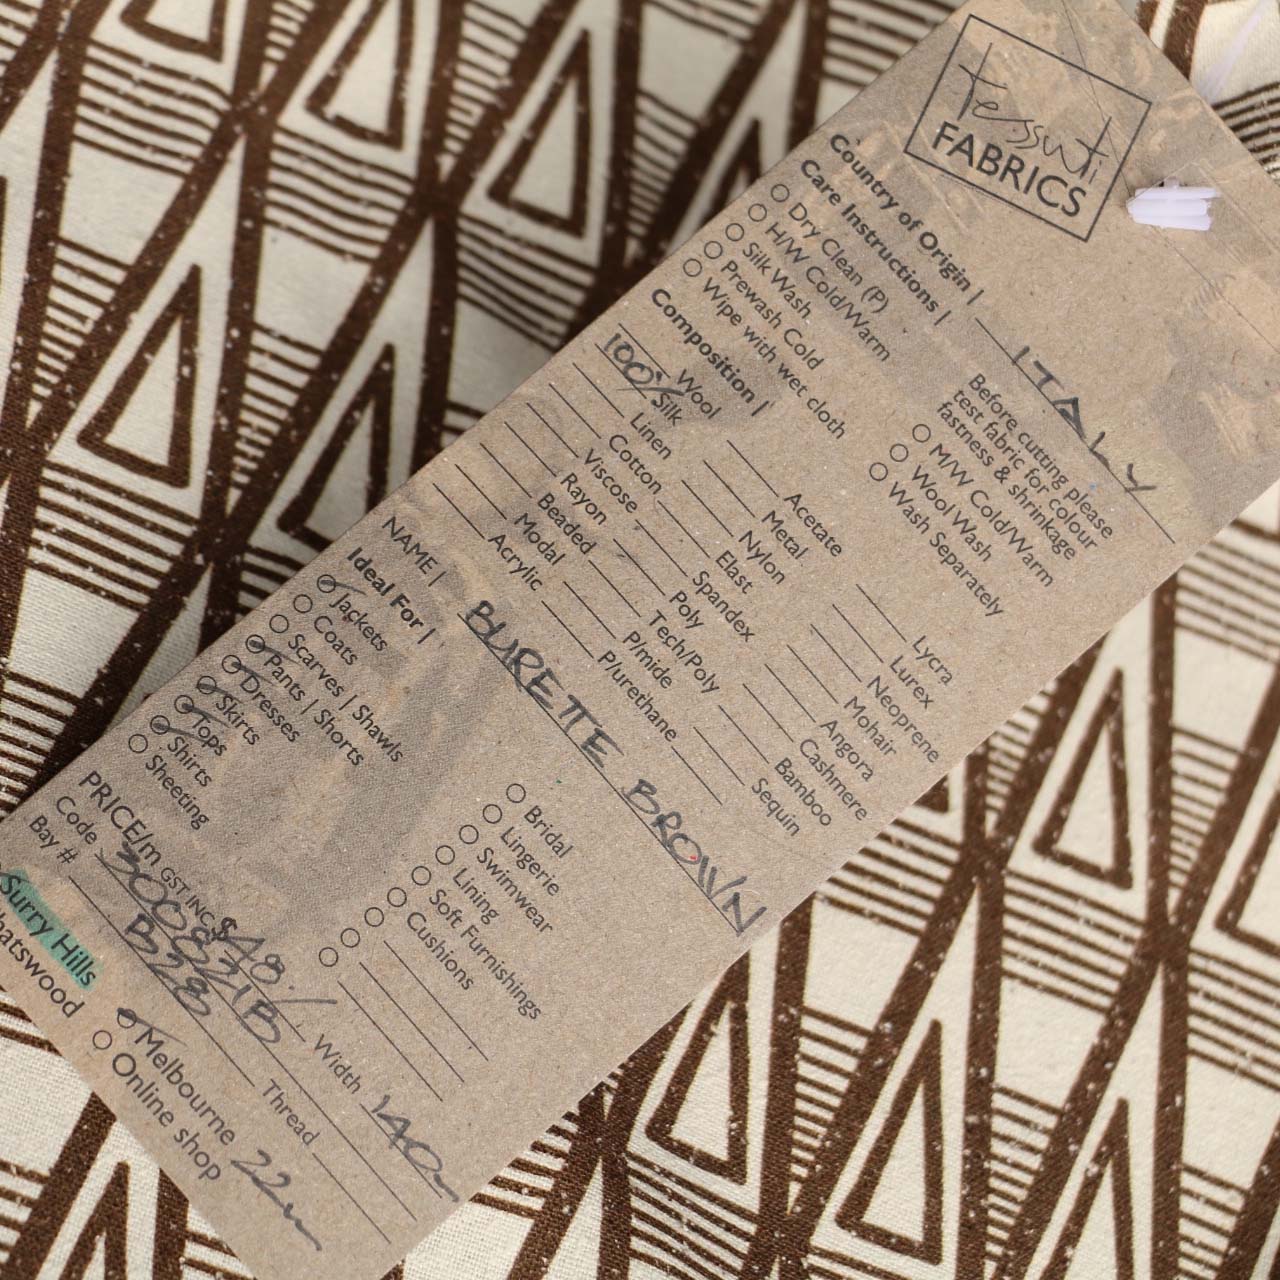 Tessuti
FABRICS
Country of Origin | ITALY
Care Instructions |
Before cutting please
test fabric for colour
fastness & shrinkage
Dry Clean (P)
H/W Cold/Warm
Silk Wash
Prewash Cold
Wipe with wet cloth
M/W Cold/Warm
Wool Wash
Wash Separately
Composition |
Wool
100% Silk
Linen
Cotton
Viscose
Rayon
Beaded
Modal
Acrylic
Acetate
Metal
Nylon
Elast
Spandex
Poly
Tech/Poly
P/mide
P/urethane
Lycra
Lurex
Neoprene
Mohair
Angora
Cashmere
Bamboo
Sequin
NAME | BURETTE BROWN
Ideal For |
Jackets
Coats
Scarves | Shawls
Pants | Shorts
Dresses
Skirts
Tops
Shirts
Sheeting
Bridal
Lingerie
Swimwear
Lining
Soft Furnishings
Cushions
PRICE/m GST INC. $48.
Code 300821B Width 140
Bay # B28 Thread
Surry Hills
Melbourne 22m
Online shop